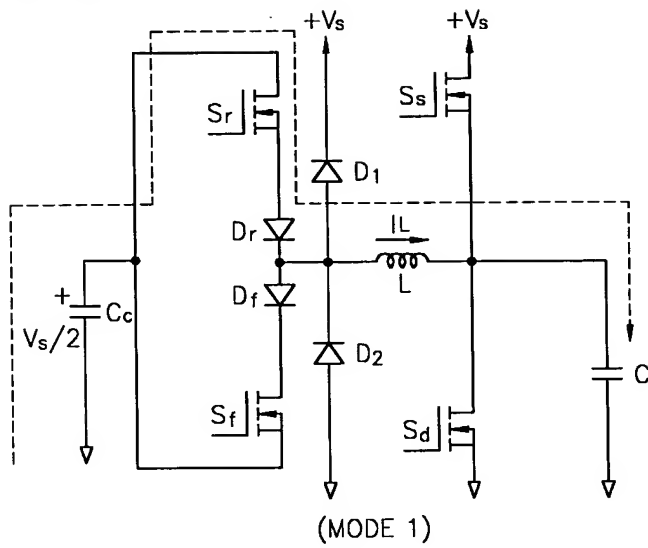 +Vs
+Vs
Sr
Ss
D1
Dr
IL
L
Df
+
Cc
Vs/2
D2
C
Sf
Sd
(MODE 1)